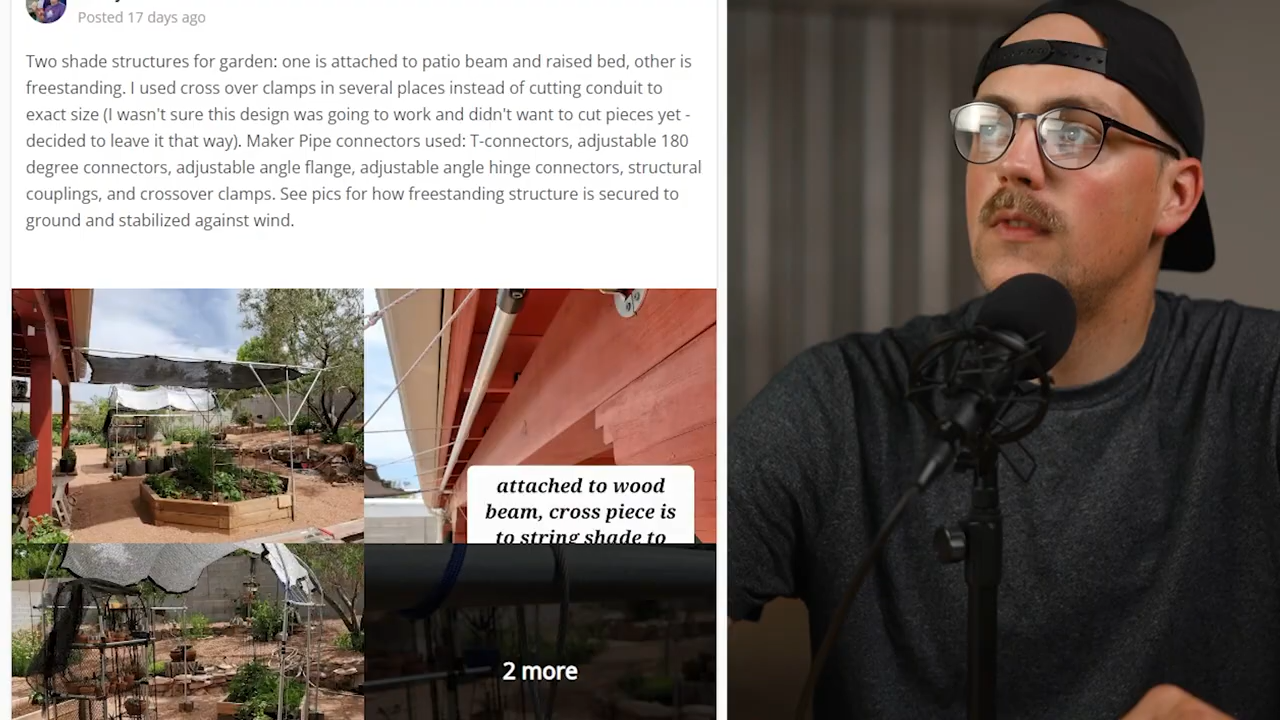 Posted 17 days ago
Two shade structures for garden: one is attached to patio beam and raised bed, other is
freestanding. I used cross over clamps in several places instead of cutting conduit to
exact size (I wasn't sure this design was going to work and didn't want to cut pieces yet -
decided to leave it that way). Maker Pipe connectors used: T-connectors, adjustable 180
degree connectors, adjustable angle flange, adjustable angle hinge connectors, structural
couplings, and crossover clamps. See pics for how freestanding structure is secured to
ground and stabilized against wind.
attached to wood
beam, cross piece is
to string shade to
2 more